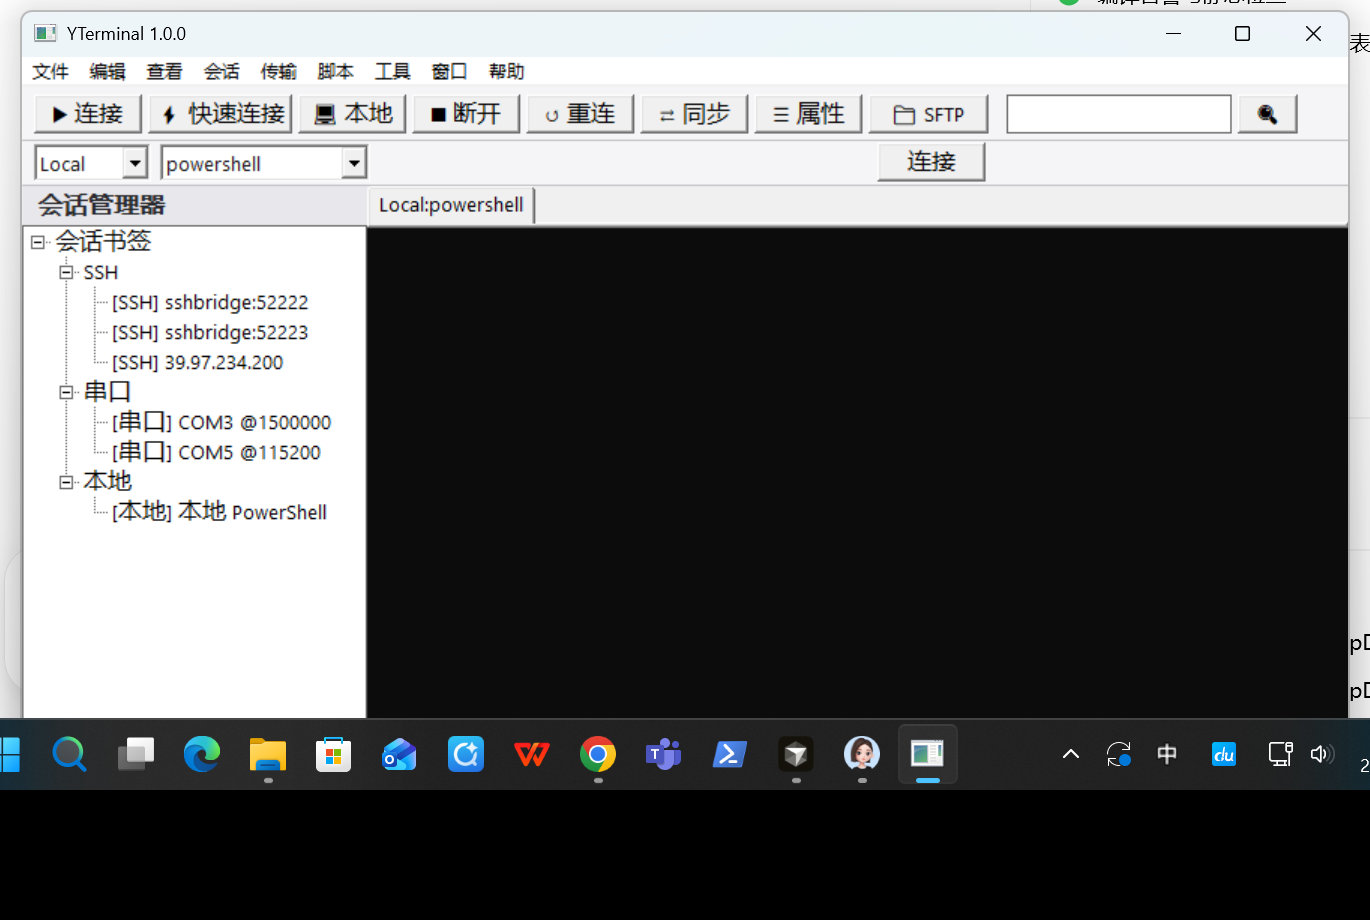 YTerminal 1.0.0
表
文件 编辑 查看 会话 传输 脚本 工具 窗口 帮助
连接 快速连接 本地 断开 重连 同步 属性 SFTP
Local powershell 连接
会话管理器 Local:powershell
会话书签
SSH
[SSH] sshbridge:52222
[SSH] sshbridge:52223
[SSH] 39.97.234.200
串口
[串口] COM3 @1500000
[串口] COM5 @115200
本地
[本地] 本地 PowerShell
中 du